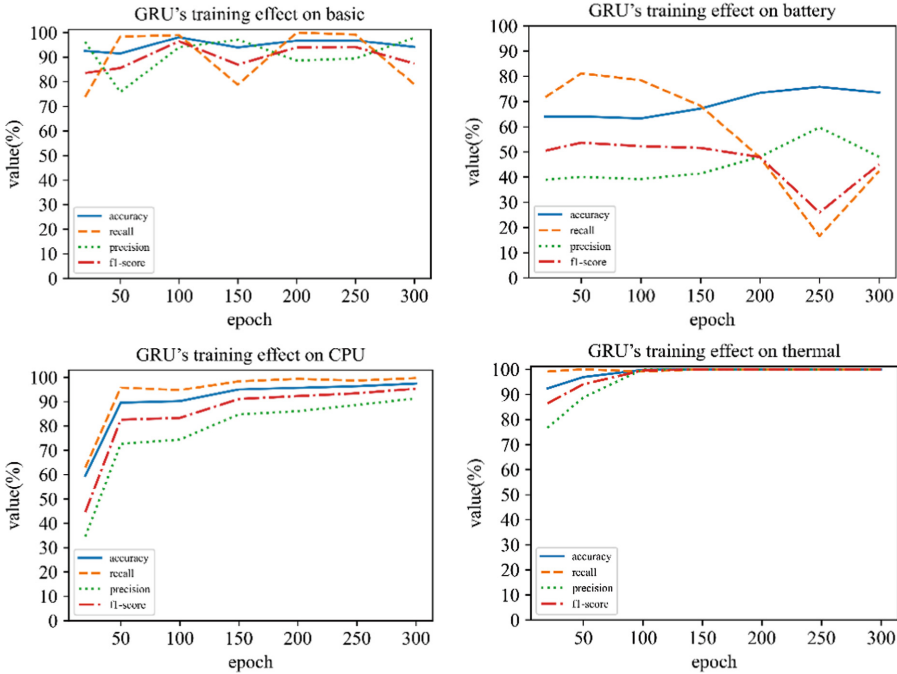 GRU's training effect on basic
value(%)
100
90
80
70
60
50
40
30
20
10
0
accuracy
recall
precision
f1-score
50 100 150 200 250 300
epoch
GRU's training effect on battery
value(%)
100
90
80
70
60
50
40
30
20
10
0
accuracy
recall
precision
f1-score
50 100 150 200 250 300
epoch
GRU's training effect on CPU
value(%)
100
90
80
70
60
50
40
30
20
10
0
accuracy
recall
precision
f1-score
50 100 150 200 250 300
epoch
GRU's training effect on thermal
value(%)
100
90
80
70
60
50
40
30
20
10
0
accuracy
recall
precision
f1-score
50 100 150 200 250 300
epoch